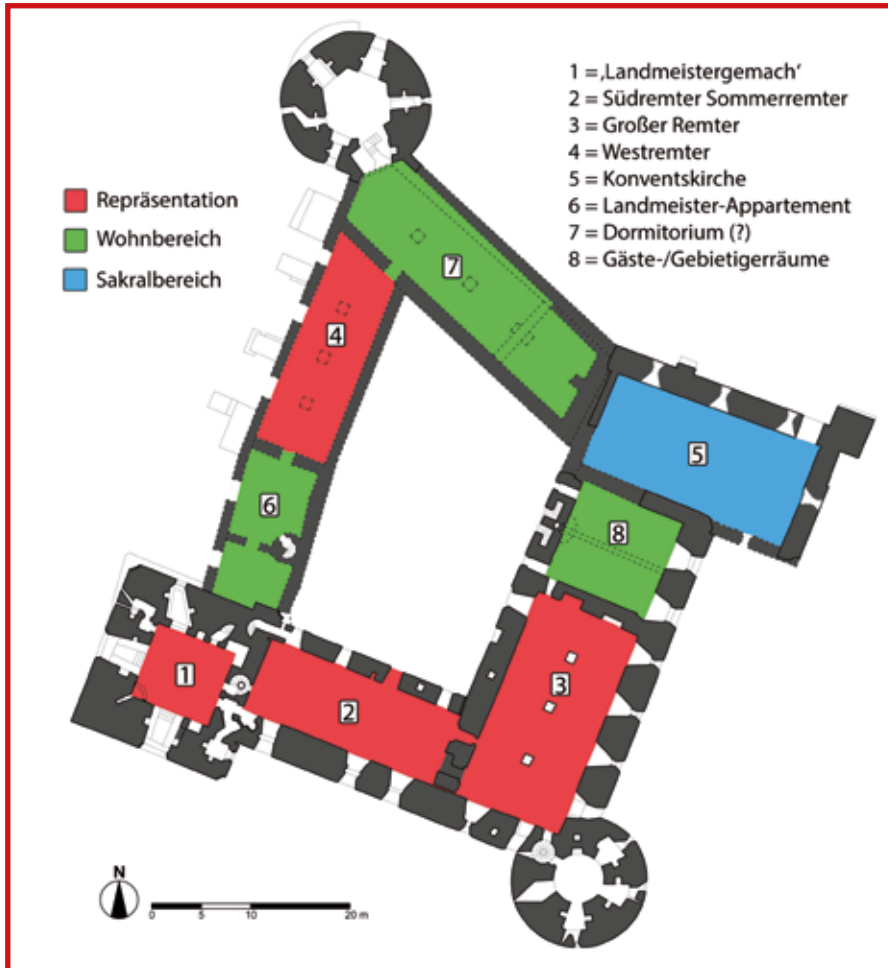 1 = ‚Landmeistergemach‘
2 = Südremter Sommerremter
3 = Großer Remter
4 = Westremter
5 = Konventskirche
6 = Landmeister-Appartement
7 = Dormitorium (?)
8 = Gäste-/Gebietigerräume
Repräsentation
Wohnbereich
Sakralbereich
7
4
5
6
8
1
3
2
N
0 5 10 20 m